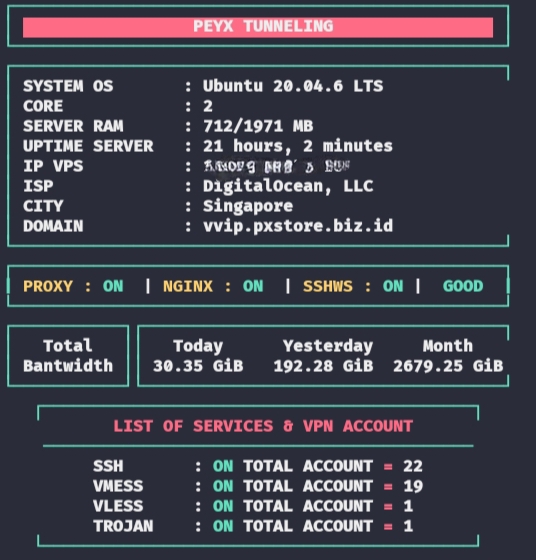 PEYX TUNNELING
SYSTEM OS : Ubuntu 20.04.6 LTS
CORE : 2
SERVER RAM : 712/1971 MB
UPTIME SERVER : 21 hours, 2 minutes
IP VPS :
ISP : DigitalOcean, LLC
CITY : Singapore
DOMAIN : vvip.pxstore.biz.id
PROXY : ON | NGINX : ON | SSHWS : ON | GOOD
Total Today Yesterday Month
Bantwidth 30.35 GiB 192.28 GiB 2679.25 GiB
LIST OF SERVICES & VPN ACCOUNT
SSH : ON TOTAL ACCOUNT = 22
VMESS : ON TOTAL ACCOUNT = 19
VLESS : ON TOTAL ACCOUNT = 1
TROJAN : ON TOTAL ACCOUNT = 1